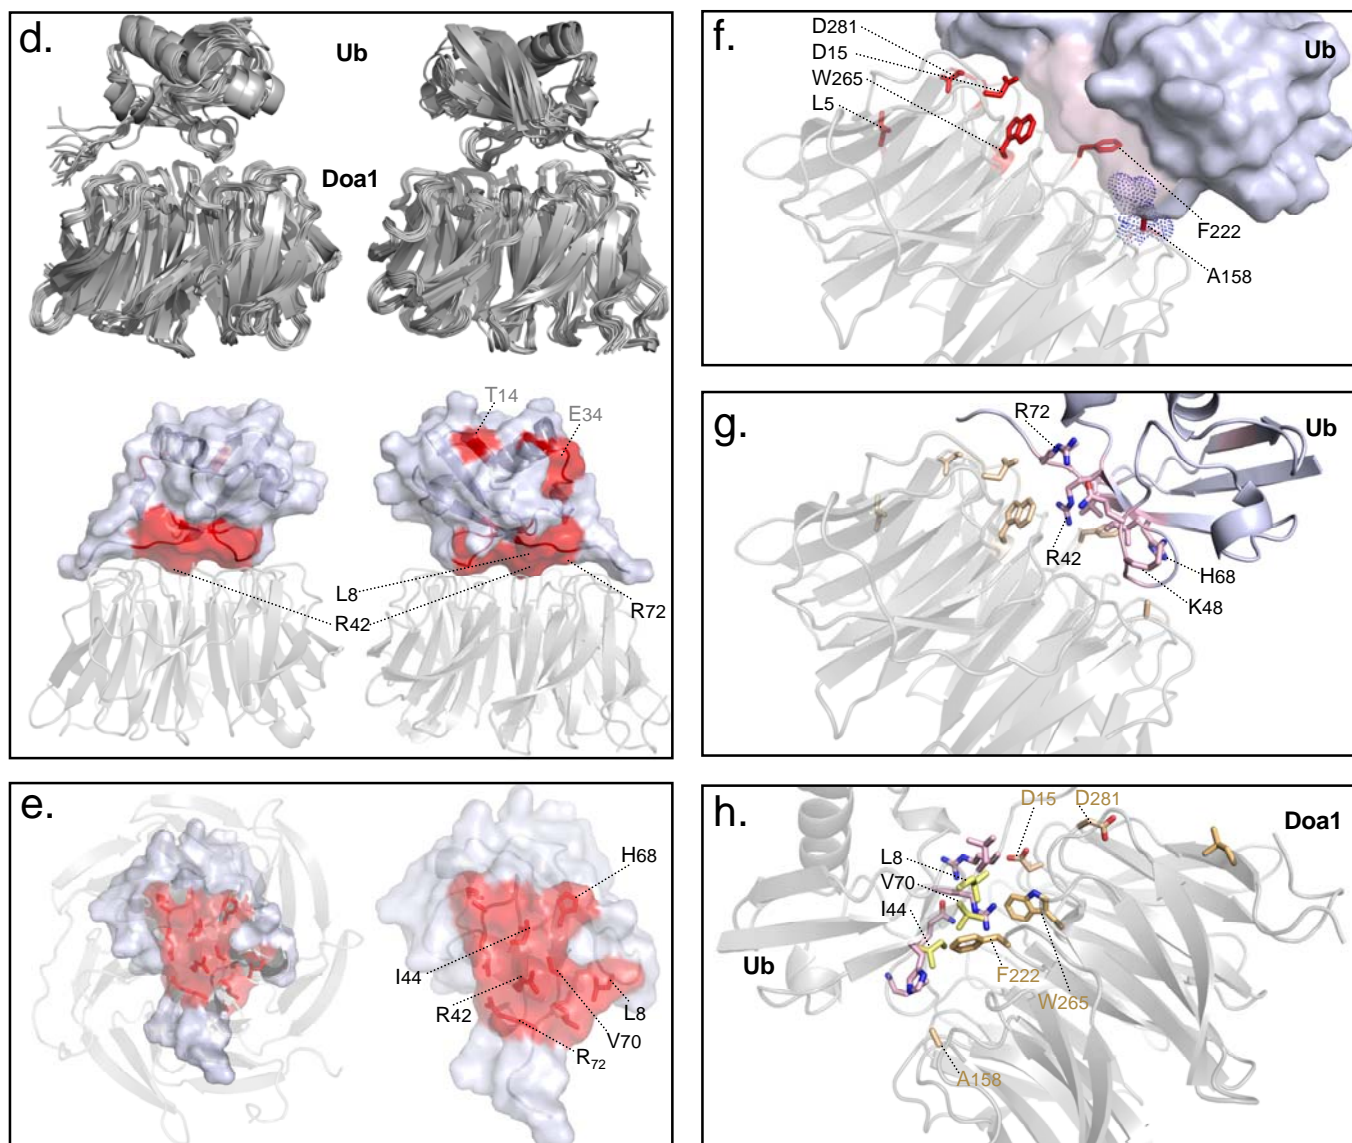 d.
Ub
Doa1
T14
E34
L8
R42
R72
e.
H68
I44
R42
L8
V70
R72
f.
D281
D15
W265
L5
Ub
F222
A158
g.
R72
Ub
R42
H68
K48
h.
D15
D281
Doa1
L8
V70
I44
Ub
F222
W265
A158